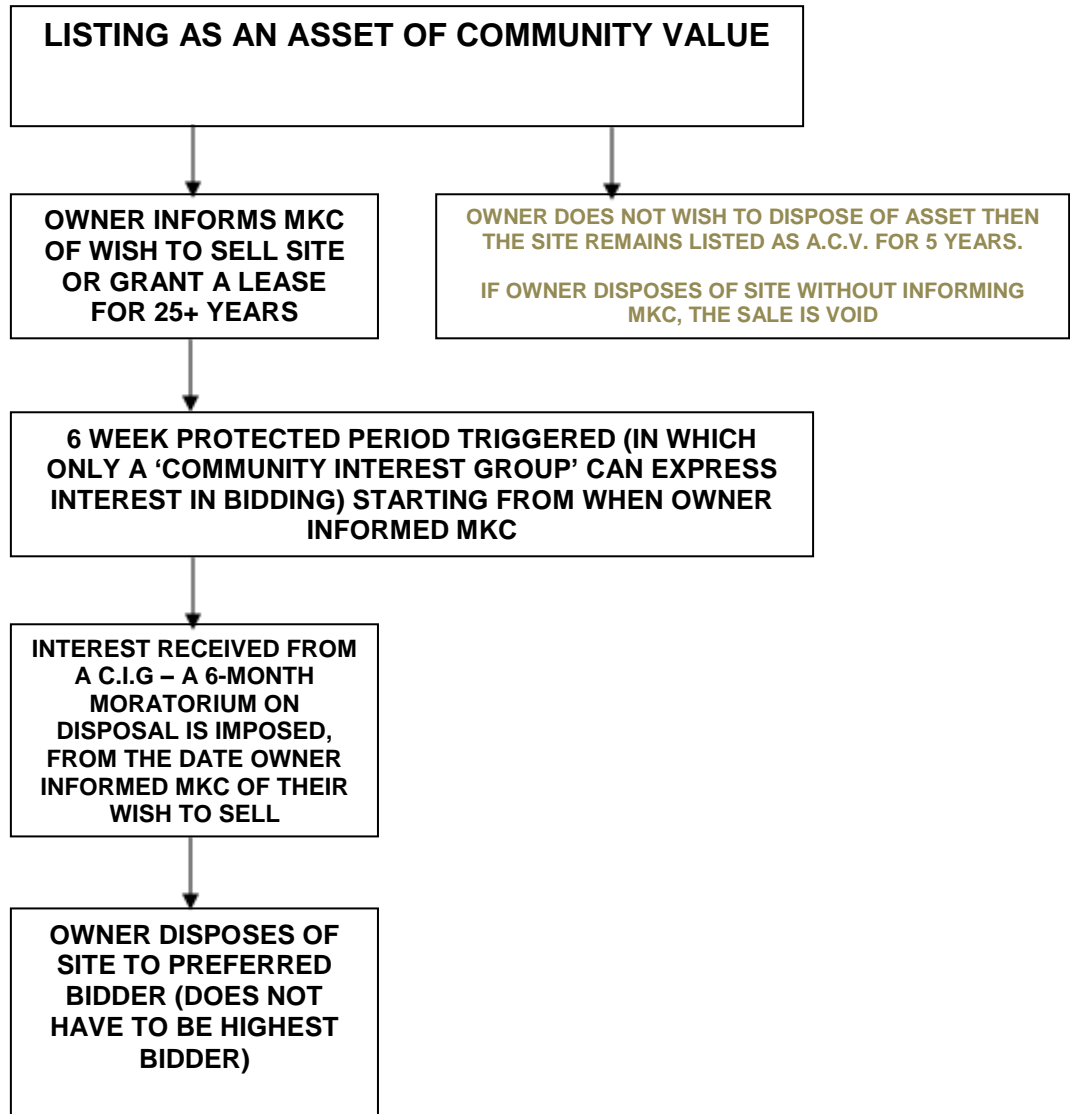 LISTING AS AN ASSET OF COMMUNITY VALUE
OWNER INFORMS MKC
OF WISH TO SELL SITE
OR GRANT A LEASE
FOR 25+ YEARS
OWNER DOES NOT WISH TO DISPOSE OF ASSET THEN
THE SITE REMAINS LISTED AS A.C.V. FOR 5 YEARS.
IF OWNER DISPOSES OF SITE WITHOUT INFORMING
MKC, THE SALE IS VOID
6 WEEK PROTECTED PERIOD TRIGGERED (IN WHICH
ONLY A ‘COMMUNITY INTEREST GROUP’ CAN EXPRESS
INTEREST IN BIDDING) STARTING FROM WHEN OWNER
INFORMED MKC
INTEREST RECEIVED FROM
A C.I.G – A 6-MONTH
MORATORIUM ON
DISPOSAL IS IMPOSED,
FROM THE DATE OWNER
INFORMED MKC OF THEIR
WISH TO SELL
OWNER DISPOSES OF
SITE TO PREFERRED
BIDDER (DOES NOT
HAVE TO BE HIGHEST
BIDDER)